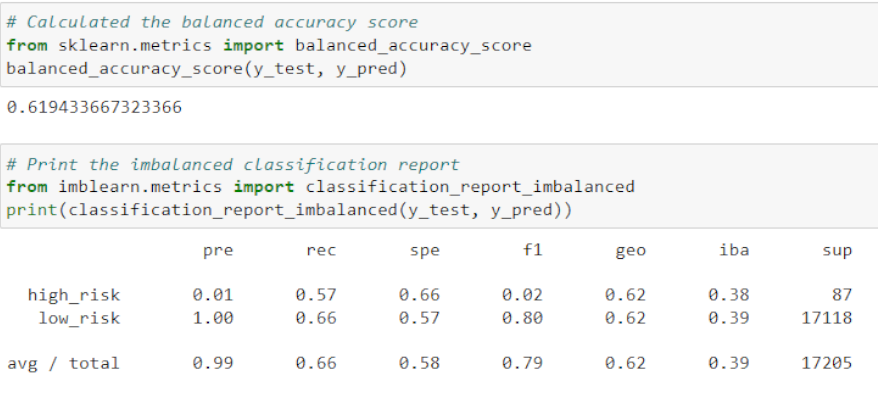 # Calculated the balanced accuracy score
from sklearn.metrics import balanced_accuracy_score
balanced_accuracy_score(y_test, y_pred)
0.619433667323366
# Print the imbalanced classification report
from imblearn.metrics import classification_report_imbalanced
print(classification_report_imbalanced(y_test, y_pred))
pre rec spe f1 geo iba sup
high_risk 0.01 0.57 0.66 0.02 0.62 0.38 87
low_risk 1.00 0.66 0.57 0.80 0.62 0.39 17118
avg / total 0.99 0.66 0.58 0.79 0.62 0.39 17205